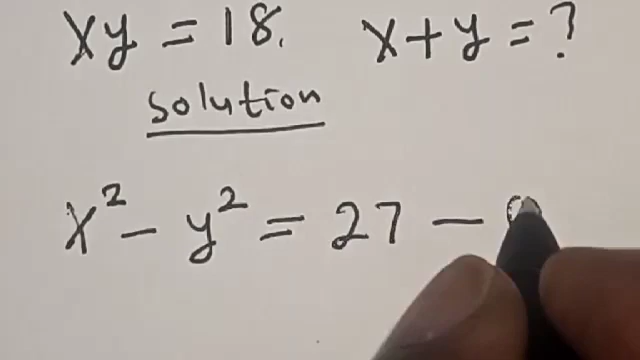 xy = 18. x + y = ?
solution
x² - y² = 27 -